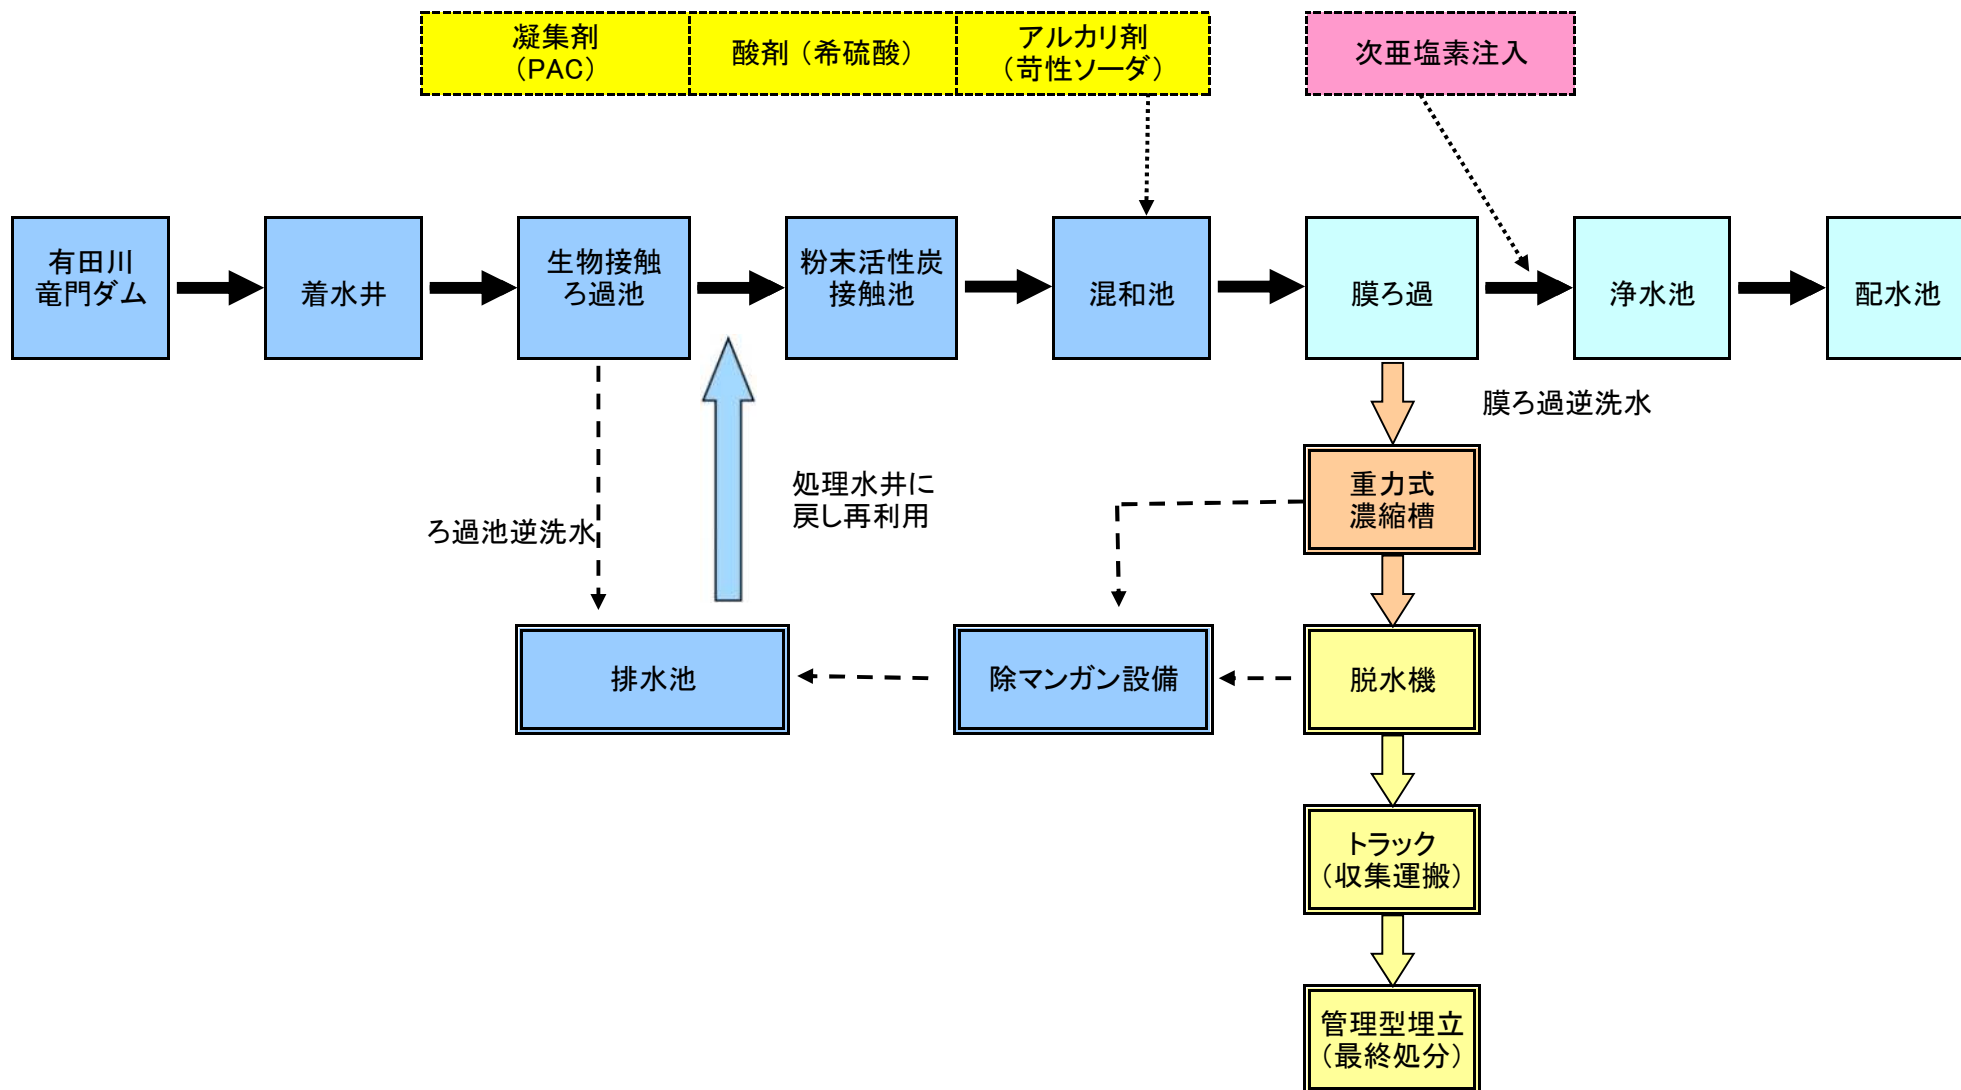 凝集剤
（PAC）
酸剤（希硫酸）
アルカリ剤
（苛性ソーダ）
次亜塩素注入
有田川
竜門ダム
着水井
生物接触
ろ過池
粉末活性炭
接触池
混和池
膜ろ過
浄水池
配水池
膜ろ過逆洗水
処理水井に
戻し再利用
ろ過池逆洗水
重力式
濃縮槽
排水池
除マンガン設備
脱水機
トラック
（収集運搬）
管理型埋立
（最終処分）